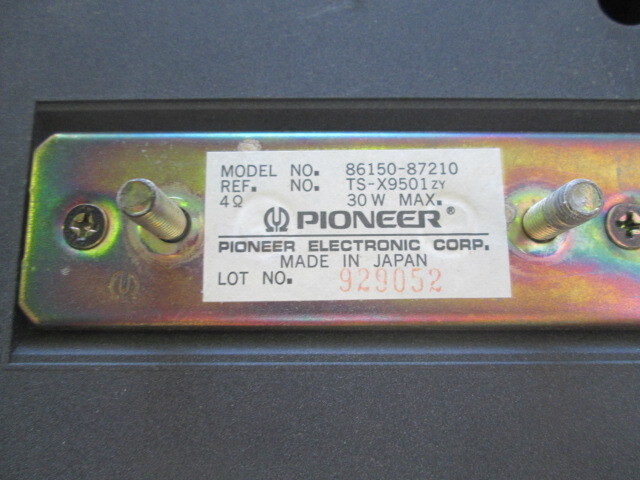 MODEL NO. 86150-87210
REF. NO. TS-X9501ZY
4Ω 30W MAX.
PIONEER®
PIONEER ELECTRONIC CORP.
MADE IN JAPAN
LOT NO. 929052